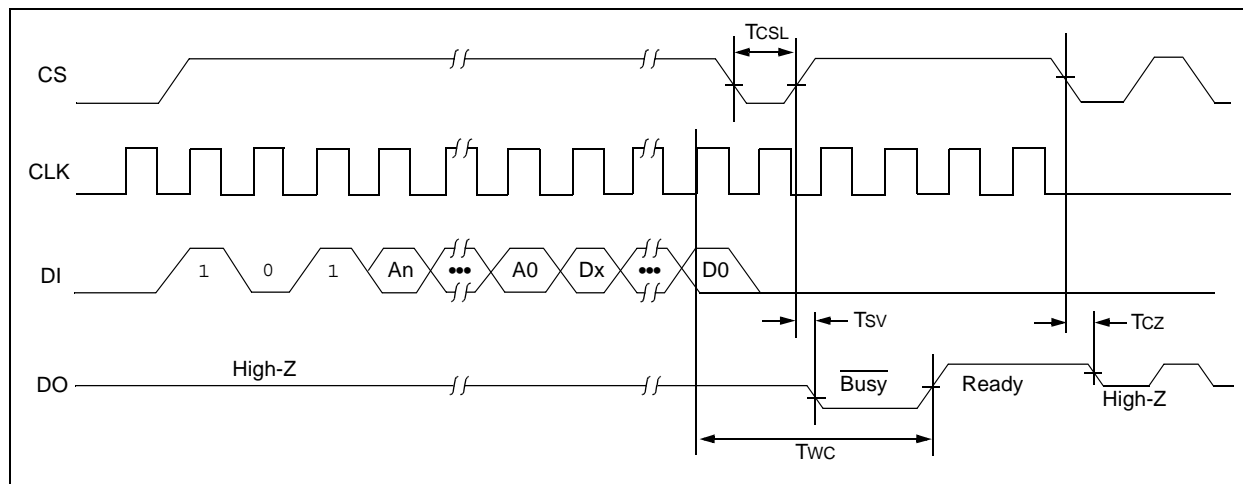 TCSL
CS
CLK
DI
1 0 1 An ••• A0 Dx ••• D0
TSV
TCZ
High-Z
DO
Busy
Ready
High-Z
TWC